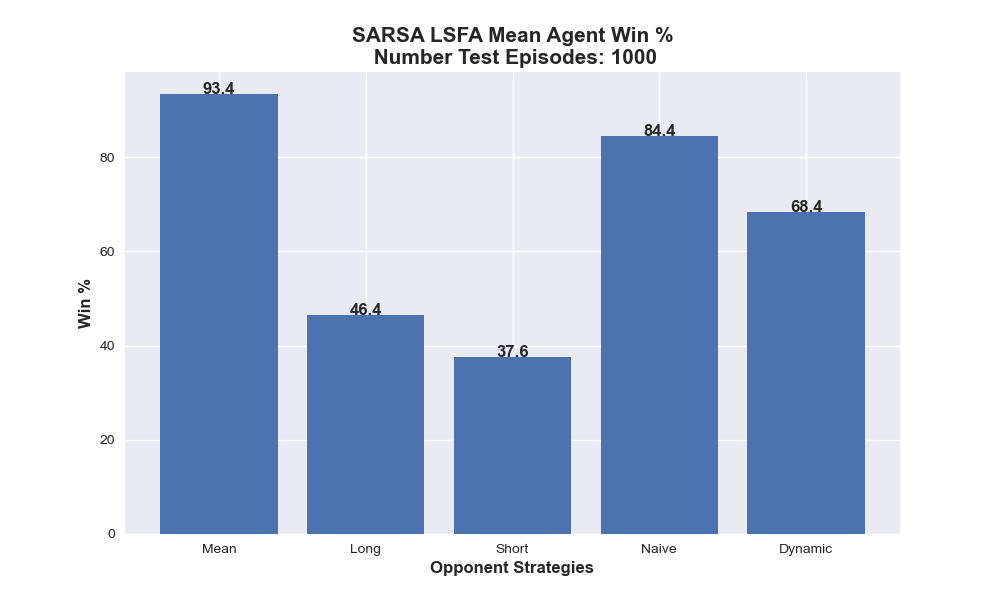 SARSA LSFA Mean Agent Win %
Number Test Episodes: 1000
93.4
84.4
80
68.4
60
Win %
46.4
40
37.6
20
0
Mean Long Short Naive Dynamic
Opponent Strategies